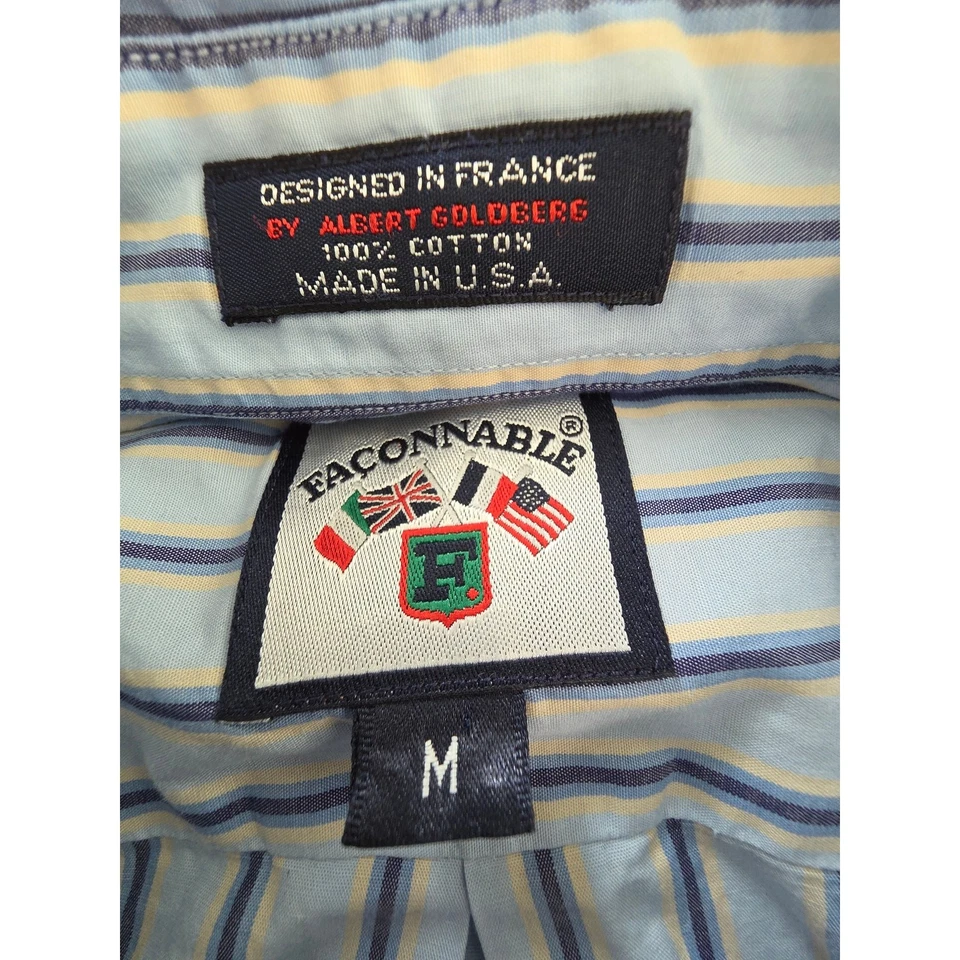 DESIGNED IN FRANCE
BY ALBERT GOLDBERG
100% COTTON
MADE IN U.S.A.
FAÇONNABLE®
F.
M